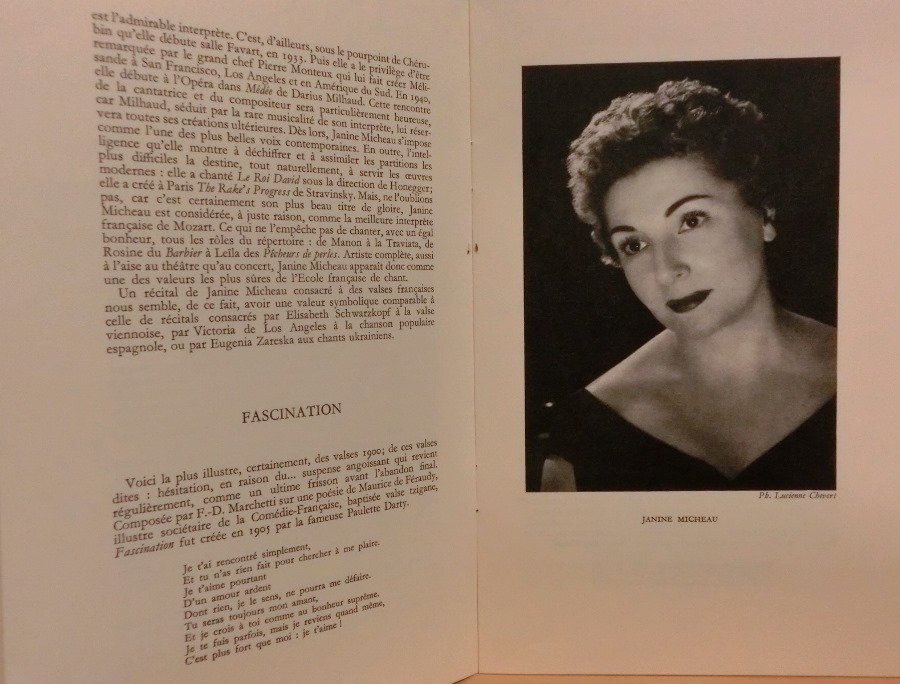 est l'admirable interprète. C'est, d'ailleurs, sous le pourpoint de Chéru-
bin qu'elle débute salle Favart, en 1933. Puis elle a le privilège d'être
remarquée par le grand chef Pierre Monteux qui lui fait créer Méli-
sande à San Francisco, Los Angeles et en Amérique du Sud. En 1940,
elle débute à l'Opéra dans Médée de Darius Milhaud. Cette rencontre
de la cantatrice et du compositeur sera particulièrement heureuse,
car Milhaud, séduit par la rare musicalité de son interprète, lui réser-
vera toutes ses créations ultérieures. Dès lors, Janine Micheau s'impose
comme l'une des plus belles voix contemporaines. En outre, l'intel-
ligence qu'elle montre à déchiffrer et à assimiler les partitions les
plus difficiles la destine, tout naturellement, à servir les œuvres
modernes : elle a chanté Le Roi David sous la direction de Honegger;
elle a créé à Paris The Rake's Progress de Stravinsky. Mais, ne l'oublions
pas, car c'est certainement son plus beau titre de gloire, Janine
Micheau est considérée, à juste raison, comme la meilleure interprète
française de Mozart. Ce qui ne l'empêche pas de chanter, avec un égal
bonheur, tous les rôles du répertoire : de Manon à la Traviata, de
Rosine du Barbier à Leïla des Pêcheurs de perles. Artiste complète, aussi
à l'aise au théâtre qu'au concert, Janine Micheau apparaît donc comme
une des valeurs les plus sûres de l'Ecole française de chant.
Un récital de Janine Micheau consacré à des valses françaises
nous semble, de ce fait, avoir une valeur symbolique comparable à
celle de récitals consacrés par Elisabeth Schwarzkopf à la valse
viennoise, par Victoria de Los Angeles à la chanson populaire
espagnole, ou par Eugenia Zareska aux chants ukrainiens.
FASCINATION
Voici la plus illustre, certainement, des valses 1900; de ces valses
dites : hésitation, en raison du... suspense angoissant qui revient
régulièrement, comme un ultime frisson avant l'abandon final.
Composée par F.-D. Marchetti sur une poésie de Maurice de Féraudy,
illustre sociétaire de la Comédie-Française, baptisée valse tzigane,
Fascination fut créée en 1905 par la fameuse Paulette Darty.
Je t'ai rencontré simplement,
Et tu n'as rien fait pour chercher à me plaire.
Je t'aime pourtant
D'un amour ardent
Dont rien, je le sens, ne pourra me défaire.
Tu seras toujours mon amant,
Et je crois à toi comme au bonheur suprême.
Je te fuis parfois, mais je reviens quand même,
C'est plus fort que moi : je t'aime !
Ph. Lucienne Chevert
JANINE MICHEAU